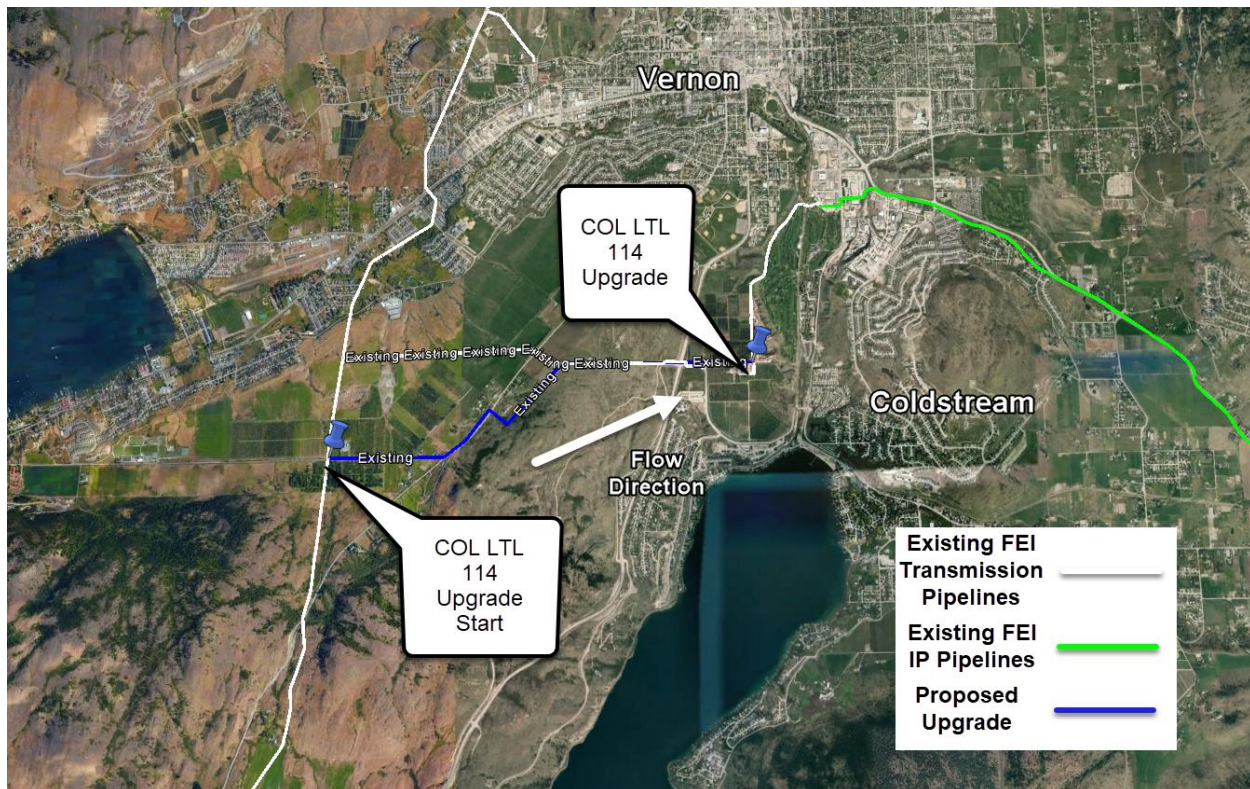 Vernon
COL LTL
114
Upgrade
Existing Existing Existing Existing Existing
Existing
Existing
Existing
Coldstream
Flow
Direction
COL LTL
114
Upgrade
Start
Existing FEI
Transmission
Pipelines
Existing FEI
IP Pipelines
Proposed
Upgrade